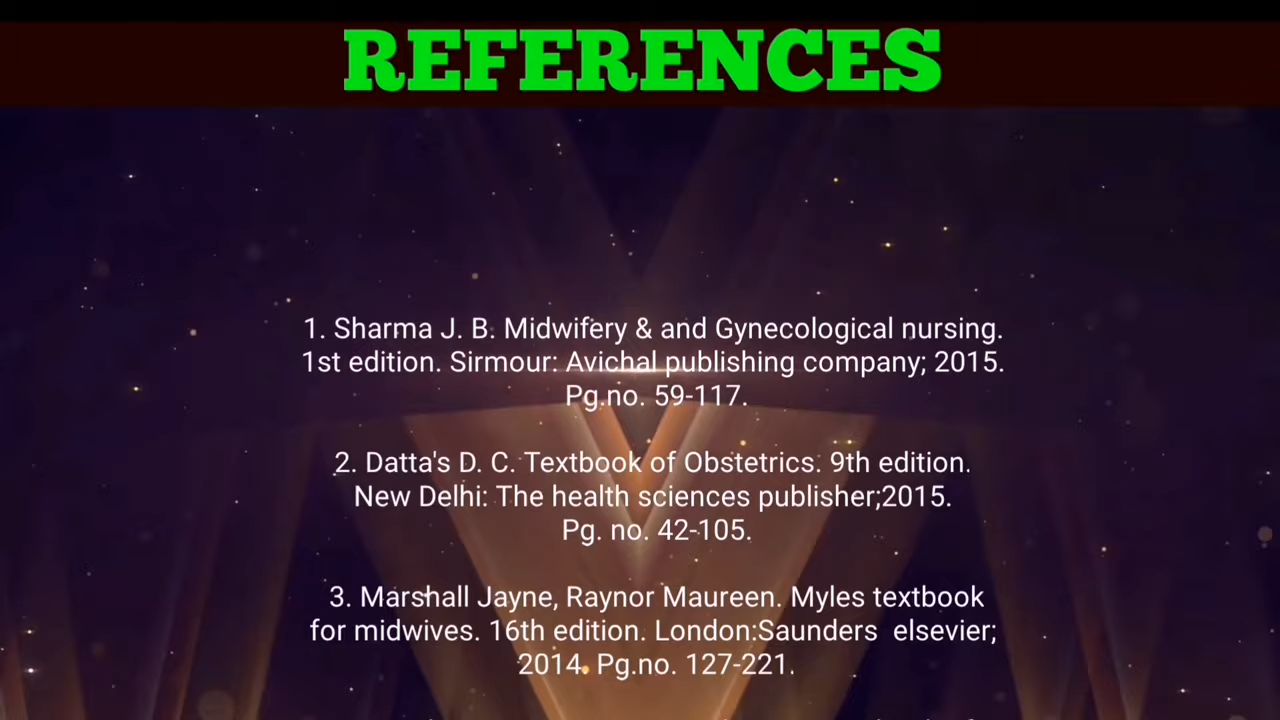 REFERENCES
1. Sharma J. B. Midwifery & and Gynecological nursing.
1st edition. Sirmour: Avichal publishing company; 2015.
Pg.no. 59-117.
2. Datta's D. C. Textbook of Obstetrics. 9th edition.
New Delhi: The health sciences publisher;2015.
Pg. no. 42-105.
3. Marshall Jayne, Raynor Maureen. Myles textbook
for midwives. 16th edition. London:Saunders  elsevier;
2014. Pg.no. 127-221.